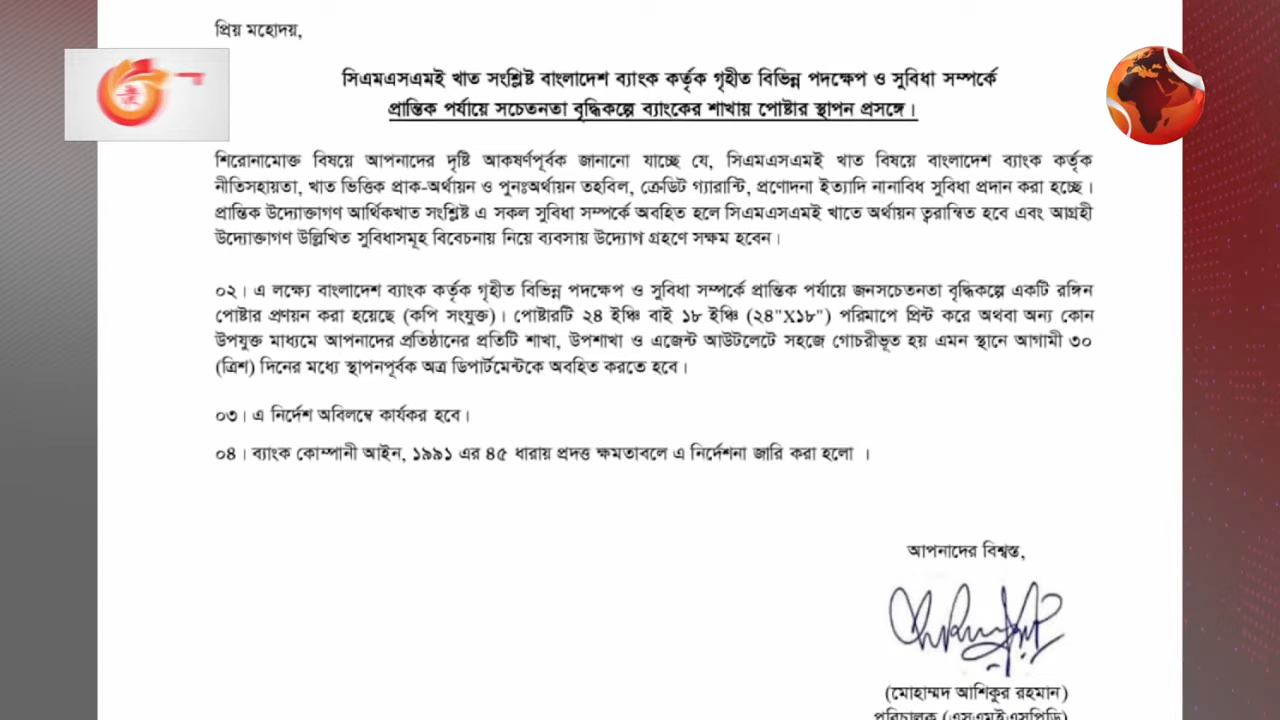 প্রিয় মহোদয়,
সিএমএসএমই খাত সংশ্লিষ্ট বাংলাদেশ ব্যাংক কর্তৃক গৃহীত বিভিন্ন পদক্ষেপ ও সুবিধা সম্পর্কে
প্রান্তিক পর্যায়ে সচেতনতা বৃদ্ধিকল্পে ব্যাংকের শাখায় পোষ্টার স্থাপন প্রসঙ্গে।
শিরোনামোক্ত বিষয়ে আপনাদের দৃষ্টি আকষর্ণপূর্বক জানানো যাচ্ছে যে, সিএমএসএমই খাত বিষয়ে বাংলাদেশ ব্যাংক কর্তৃক
নীতিসহায়তা, খাত ভিত্তিক প্রাক-অর্থায়ন ও পুনঃঅর্থায়ন তহবিল, ক্রেডিট গ্যারান্টি, প্রণোদনা ইত্যাদি নানাবিধ সুবিধা প্রদান করা হচ্ছে।
প্রান্তিক উদ্যোক্তাগণ আর্থিকখাত সংশ্লিষ্ট এ সকল সুবিধা সম্পর্কে অবহিত হলে সিএমএসএমই খাতে অর্থায়ন ত্বরান্বিত হবে এবং আগ্রহী
উদ্যোক্তাগণ উল্লিখিত সুবিধাসমূহ বিবেচনায় নিয়ে ব্যবসায় উদ্যোগ গ্রহণে সক্ষম হবেন।
০২। এ লক্ষ্যে বাংলাদেশ ব্যাংক কর্তৃক গৃহীত বিভিন্ন পদক্ষেপ ও সুবিধা সম্পর্কে প্রান্তিক পর্যায়ে জনসচেতনতা বৃদ্ধিকল্পে একটি রঙ্গিন
পোষ্টার প্রণয়ন করা হয়েছে (কপি সংযুক্ত)। পোষ্টারটি ২৪ ইঞ্চি বাই ১৮ ইঞ্চি (২৪"X১৮") পরিমাপে প্রিন্ট করে অথবা অন্য কোন
উপযুক্ত মাধ্যমে আপনাদের প্রতিষ্ঠানের প্রতিটি শাখা, উপশাখা ও এজেন্ট আউটলেটে সহজে গোচরীভূত হয় এমন স্থানে আগামী ৩০
(ত্রিশ) দিনের মধ্যে স্থাপনপূর্বক অত্র ডিপার্টমেন্টকে অবহিত করতে হবে।
০৩। এ নির্দেশ অবিলম্বে কার্যকর হবে।
০৪। ব্যাংক কোম্পানী আইন, ১৯৯১ এর ৪৫ ধারায় প্রদত্ত ক্ষমতাবলে এ নির্দেশনা জারি করা হলো ।
আপনাদের বিশ্বস্ত,
(মোহাম্মদ আশিকুর রহমান)
পরিচালক (এসএমইএসপিডি)